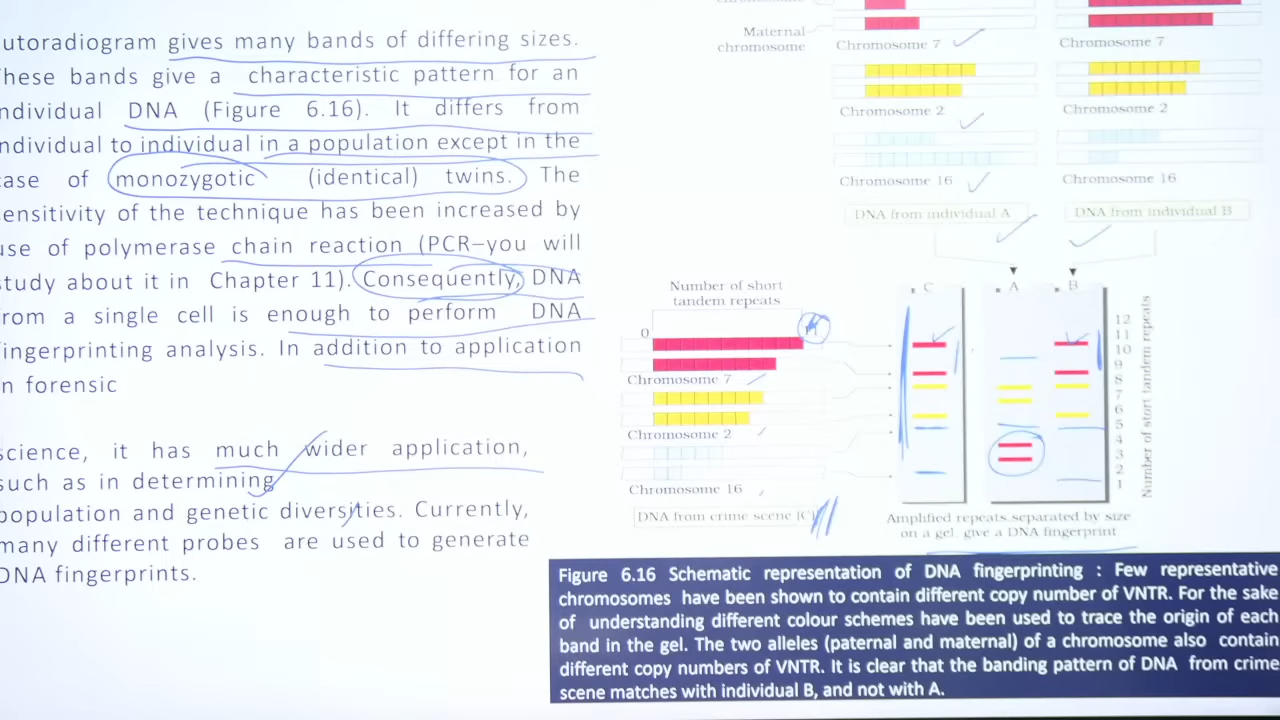 utoradiogram gives many bands of differing sizes.
hese bands give a characteristic pattern for an
ndividual DNA (Figure 6.16). It differs from
ndividual to individual in a population except in the
case of monozygotic (identical) twins. The
ensitivity of the technique has been increased by
use of polymerase chain reaction (PCR–you will
study about it in Chapter 11). Consequently, DNA
from a single cell is enough to perform DNA
fingerprinting analysis. In addition to application
n forensic
science, it has much wider application,
such as in determining
population and genetic diversities. Currently,
many different probes are used to generate
DNA fingerprints.
Maternal
chromosome
Chromosome 7
Chromosome 7
Chromosome 2
Chromosome 2
Chromosome 16
Chromosome 16
DNA from individual A
DNA from individual B
Number of short
tandem repeats
0
Chromosome 7
Chromosome 2
Chromosome 16
DNA from crime scene [C]
C
A
B
12
11
10
9
8
7
6
5
4
3
2
1
Number of stort tandem repeats
Amplified repeats separated by size
on a gel, give a DNA fingerprint
Figure 6.16 Schematic representation of DNA fingerprinting : Few representative
chromosomes have been shown to contain different copy number of VNTR. For the sake
of understanding different colour schemes have been used to trace the origin of each
band in the gel. The two alleles (paternal and maternal) of a chromosome also contain
different copy numbers of VNTR. It is clear that the banding pattern of DNA from crime
scene matches with individual B, and not with A.